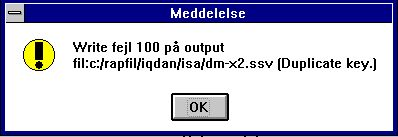 Meddelelse
Write fejl 100 på output
fil:c:/rapfil/iqdan/isa/dm-x2.ssv (Duplicate key.)
OK